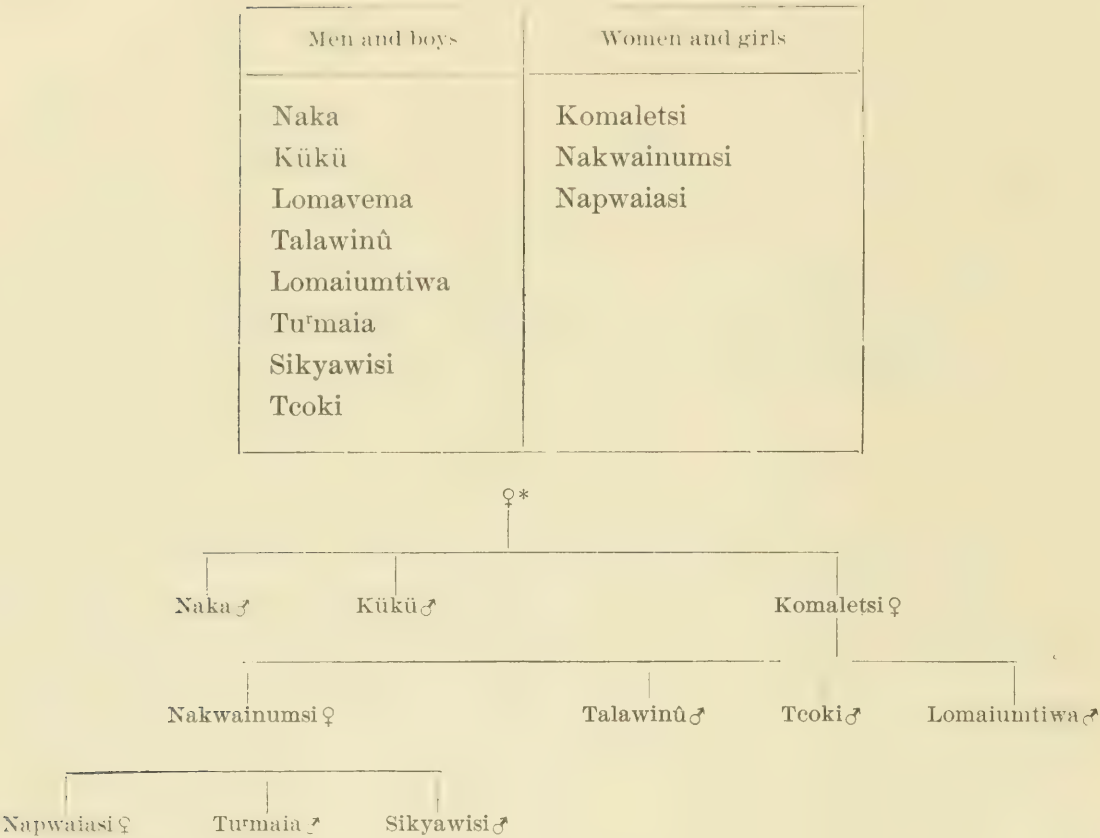 Men and boys Women and girls
Naka Komaletsi
Kükü Nakwainumsi
Lomavema Napwaiasi
Talawinû
Lomaiumtiwa
Tuʳmaia
Sikyawisi
Tcoki
♀*
Naka♂ Kükü♂ Komaletsi♀
Nakwainumsi♀ Talawinû♂ Tcoki♂ Lomaiumtiwa♂
Napwaiasi♀ Tuʳmaia♂ Sikyawisi♂